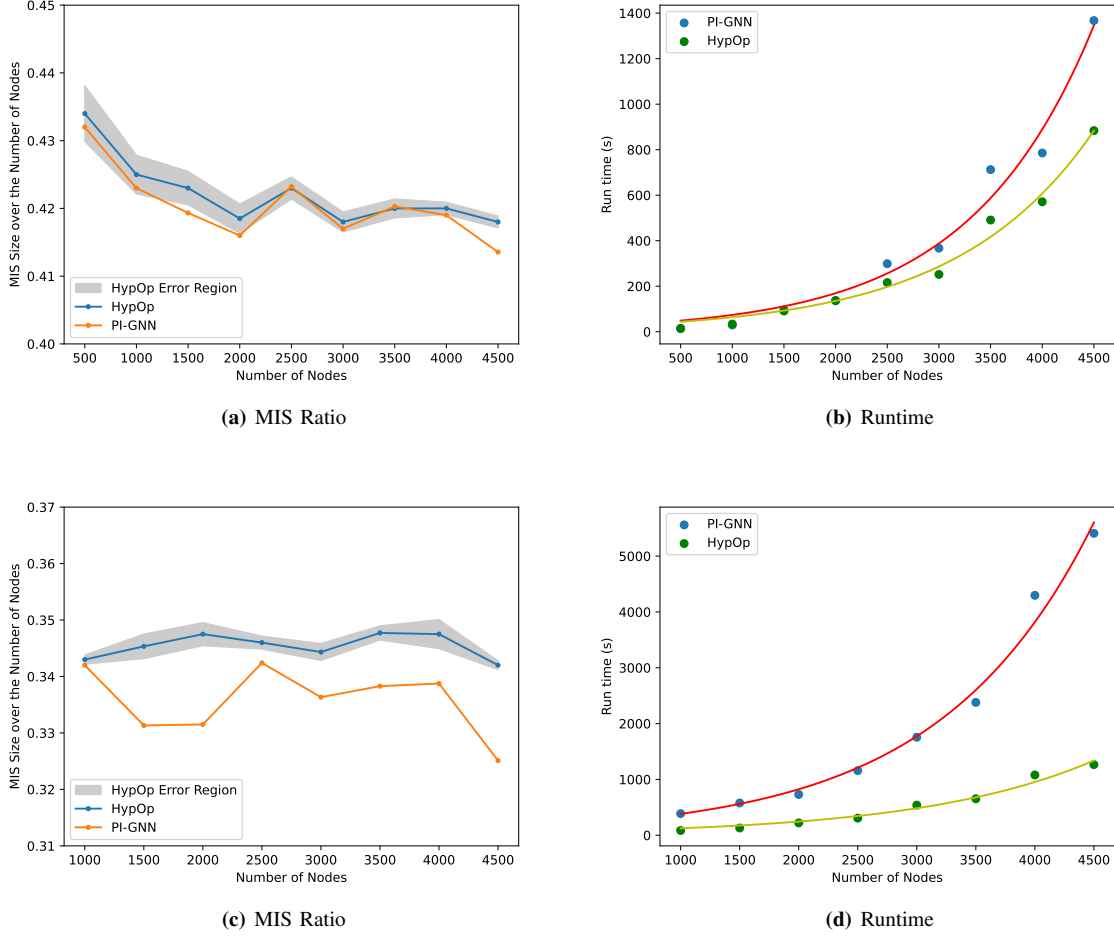 0.45
0.44
0.43
0.42
0.41
0.40
MIS Size over the Number of Nodes
HypOp Error Region
HypOp
PI-GNN
500 1000 1500 2000 2500 3000 3500 4000 4500
Number of Nodes
(a) MIS Ratio
1400
1200
1000
800
600
400
200
0
Run time (s)
PI-GNN
HypOp
500 1000 1500 2000 2500 3000 3500 4000 4500
Number of Nodes
(b) Runtime
0.37
0.36
0.35
0.34
0.33
0.32
0.31
MIS Size over the Number of Nodes
HypOp Error Region
HypOp
PI-GNN
1000 1500 2000 2500 3000 3500 4000 4500
Number of Nodes
(c) MIS Ratio
5000
4000
3000
2000
1000
0
Run time (s)
PI-GNN
HypOp
1000 1500 2000 2500 3000 3500 4000 4500
Number of Nodes
(d) Runtime